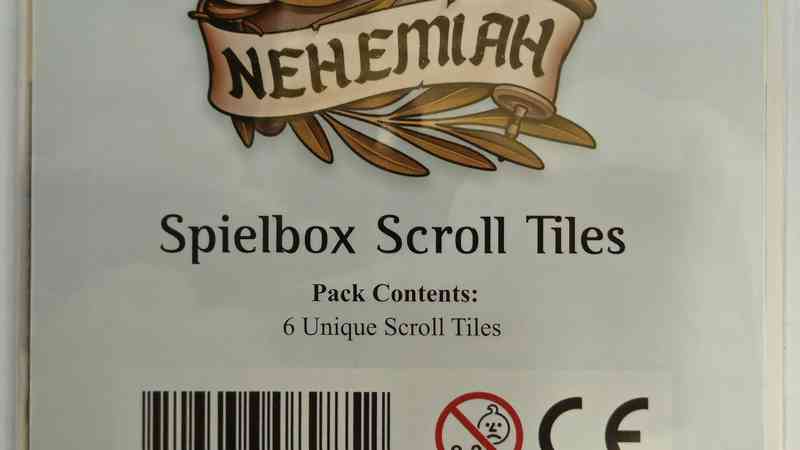 NEHEMIAH
Spielbox Scroll Tiles
Pack Contents:
6 Unique Scroll Tiles
CE